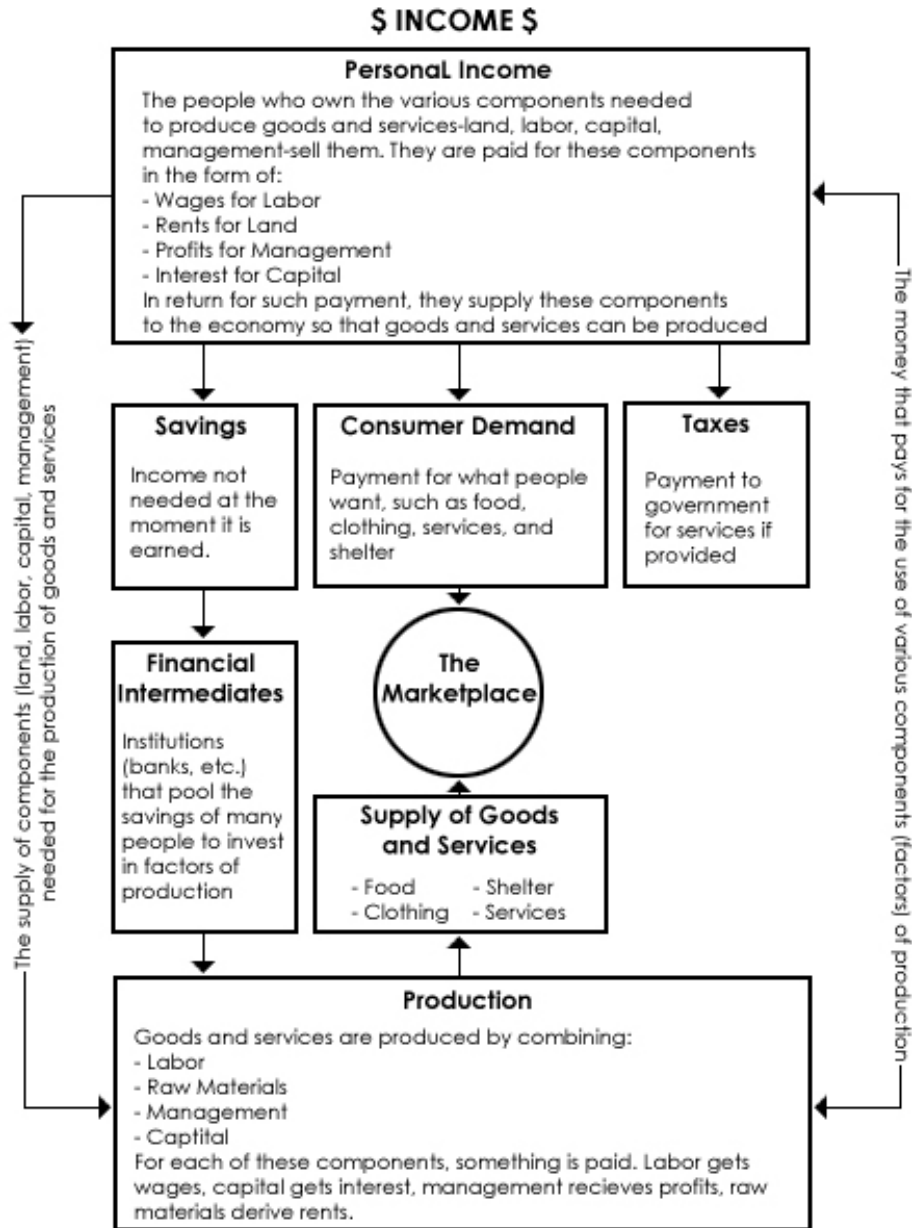 $ INCOME $
PersonaL Income
The people who own the various components needed
to produce goods and services-land, labor, capital,
management-sell them. They are paid for these components
in the form of:
- Wages for Labor
- Rents for Land
- Profits for Management
- Interest for Capital
In return for such payment, they supply these components
to the economy so that goods and services can be produced
The supply of components (land, labor, capital, management)
needed for the production of goods and services
The money that pays for the use of various components (factors) of production
Savings
Income not
needed at the
moment it is
earned.
Consumer Demand
Payment for what people
want, such as food,
clothing, services, and
shelter
Taxes
Payment to
government
for services if
provided
Financial
Intermediates
Institutions
(banks, etc.)
that pool the
savings of many
people to invest
in factors of
production
The
Marketplace
Supply of Goods
and Services
- Food - Shelter
- Clothing - Services
Production
Goods and services are produced by combining:
- Labor
- Raw Materials
- Management
- Captital
For each of these components, something is paid. Labor gets
wages, capital gets interest, management recieves profits, raw
materials derive rents.